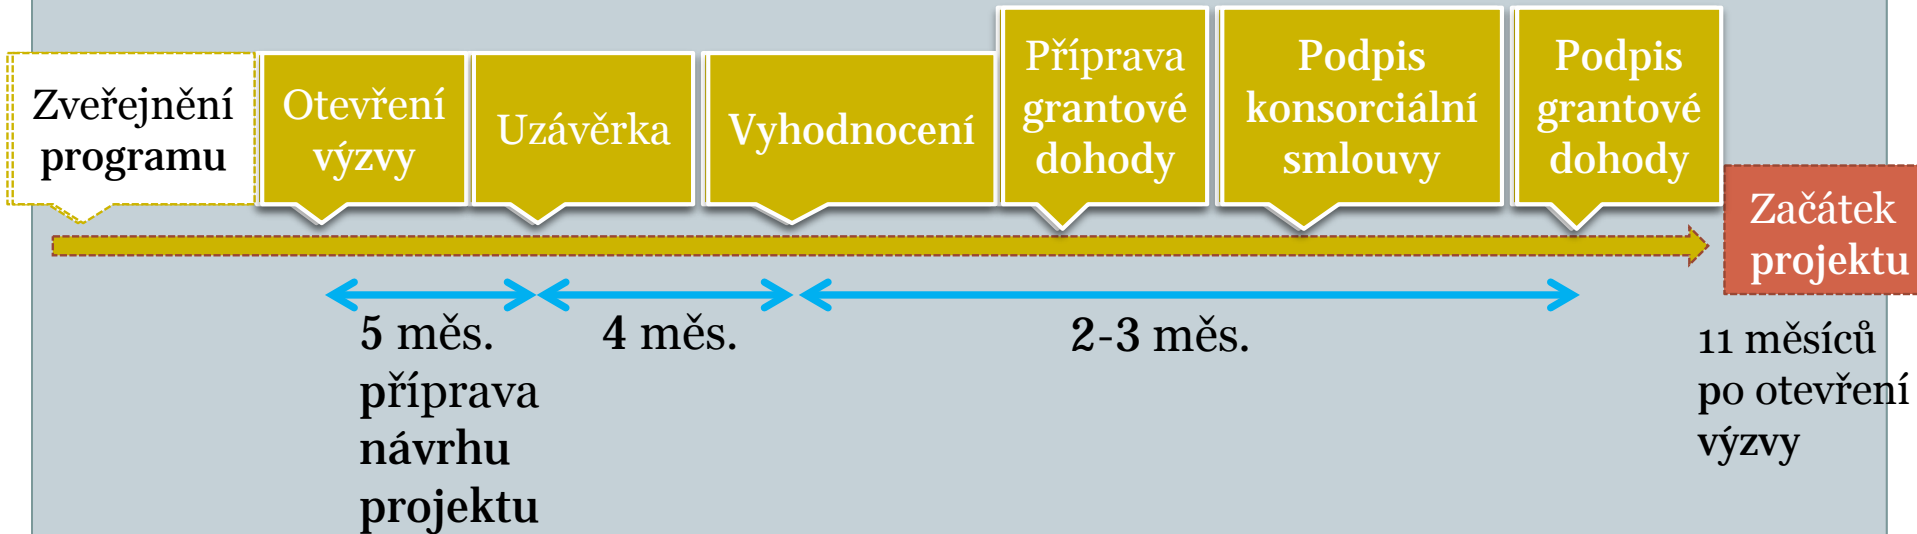 Zveřejnění
programu
Otevření
výzvy
Uzávěrka
Vyhodnocení
Příprava
grantové
dohody
Podpis
konsorciální
smlouvy
Podpis
grantové
dohody
Začátek
projektu
5 měs.
příprava
návrhu
projektu
4 měs.
2-3 měs.
11 měsíců
po otevření
výzvy